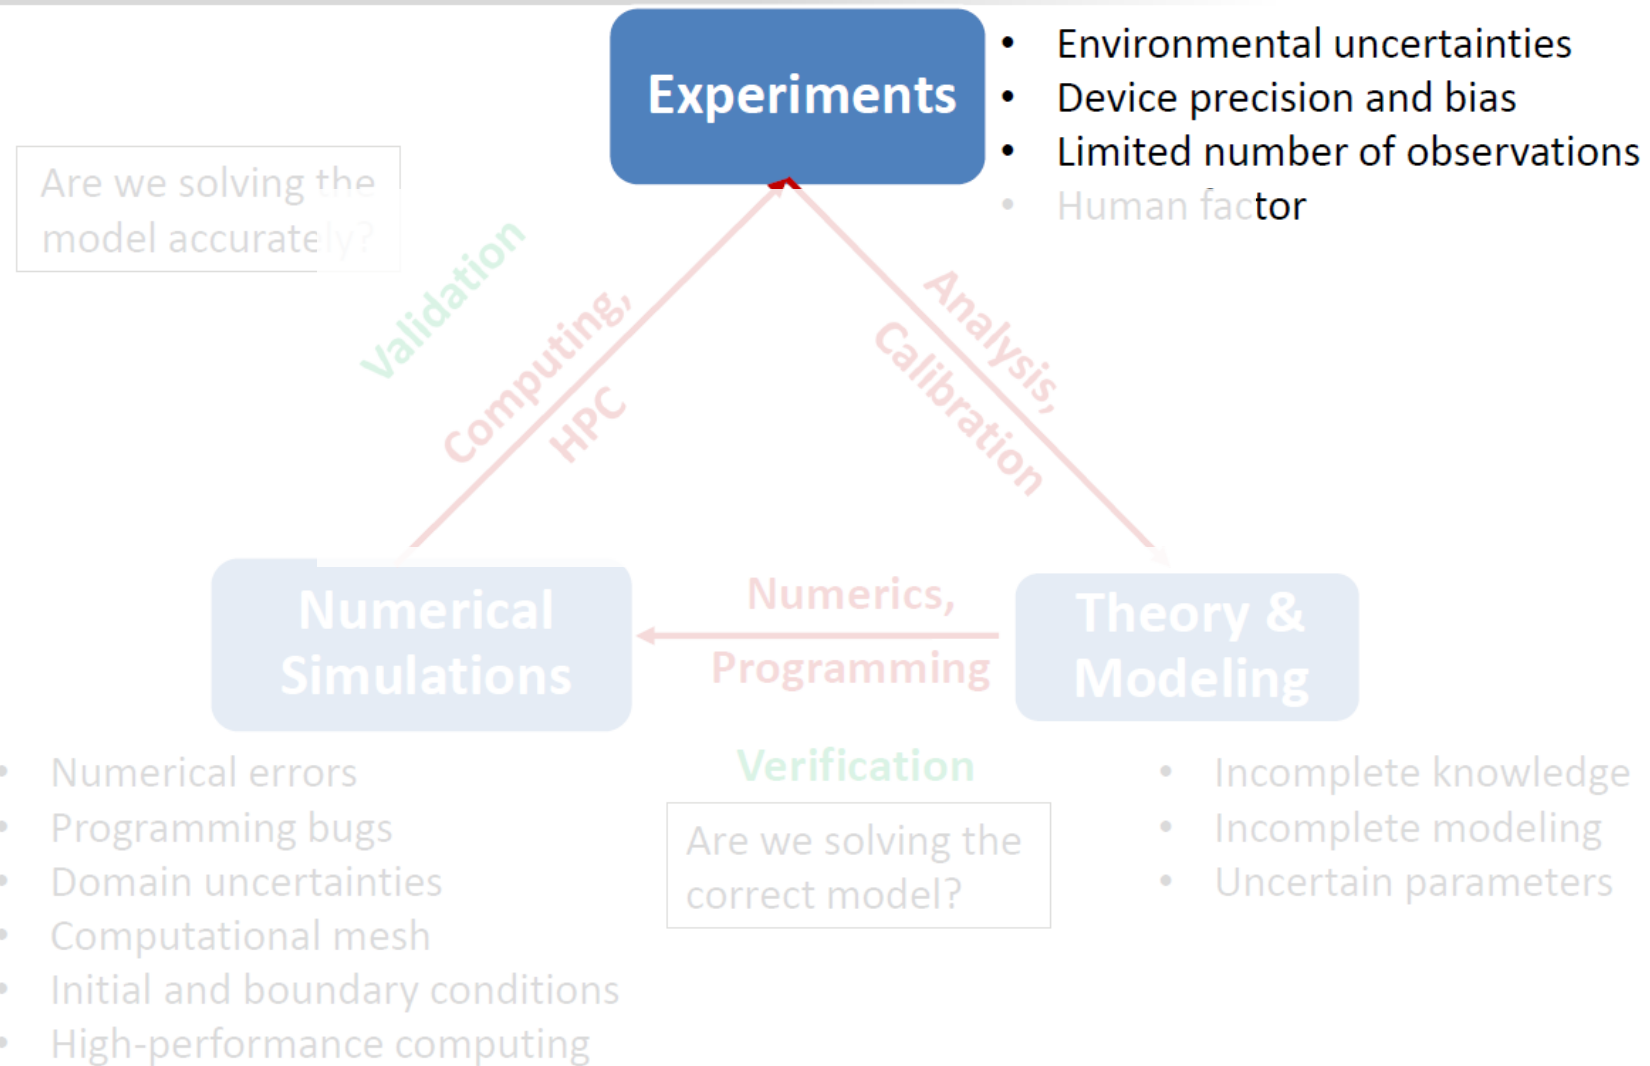 Experiments
• Environmental uncertainties
• Device precision and bias
• Limited number of observations
• Human factor
Are we solving the
model accurately?
Validation
Computing,
HPC
Analysis,
Calibration
Numerical
Simulations
Numerics,
Programming
Theory &
Modeling
• Numerical errors
• Programming bugs
• Domain uncertainties
• Computational mesh
• Initial and boundary conditions
• High-performance computing
Verification
Are we solving the
correct model?
• Incomplete knowledge
• Incomplete modeling
• Uncertain parameters